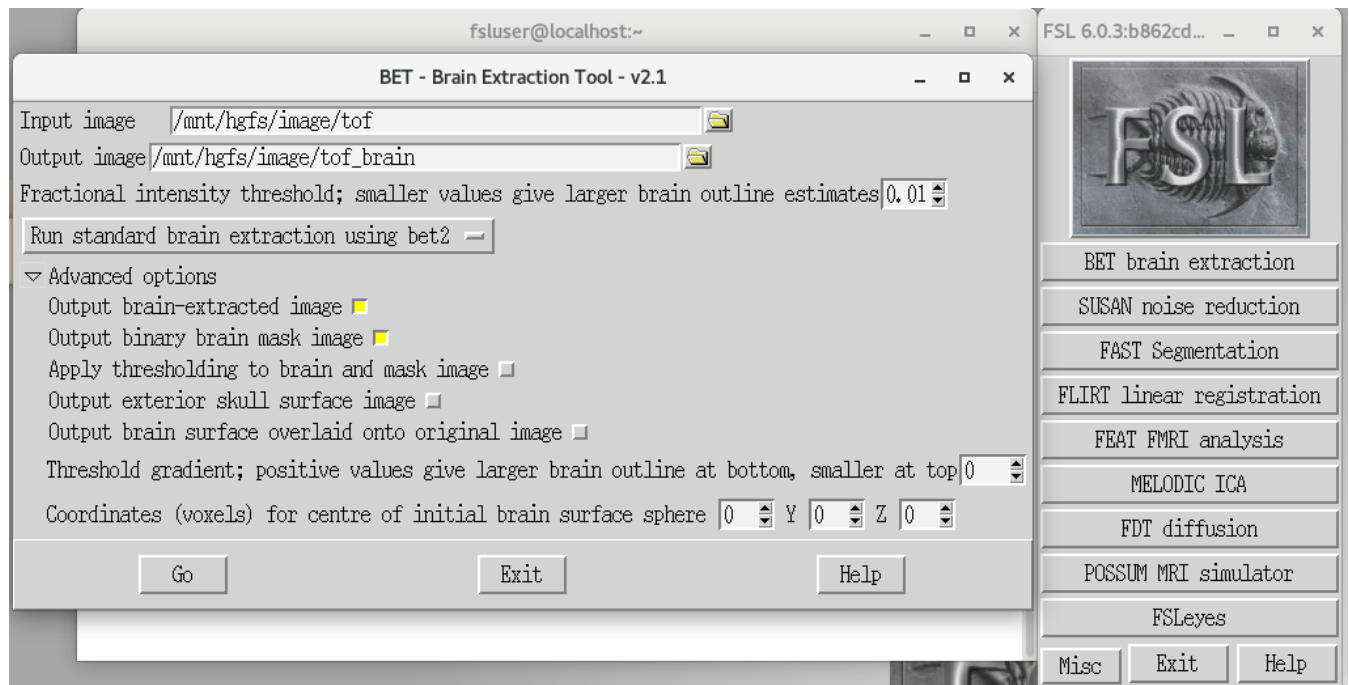 fsluser@localhost:~
FSL 6.0.3:b862cd...
BET - Brain Extraction Tool - v2.1
Input image /mnt/hgfs/image/tof
Output image /mnt/hgfs/image/tof_brain
Fractional intensity threshold; smaller values give larger brain outline estimates 0.01
Run standard brain extraction using bet2
Advanced options
Output brain-extracted image
Output binary brain mask image
Apply thresholding to brain and mask image
Output exterior skull surface image
Output brain surface overlaid onto original image
Threshold gradient; positive values give larger brain outline at bottom, smaller at top 0
Coordinates (voxels) for centre of initial brain surface sphere 0 Y 0 Z 0
Go Exit Help
FSL
BET brain extraction
SUSAN noise reduction
FAST Segmentation
FLIRT linear registration
FEAT FMRI analysis
MELODIC ICA
FDT diffusion
POSSUM MRI simulator
FSLeyes
Misc Exit Help